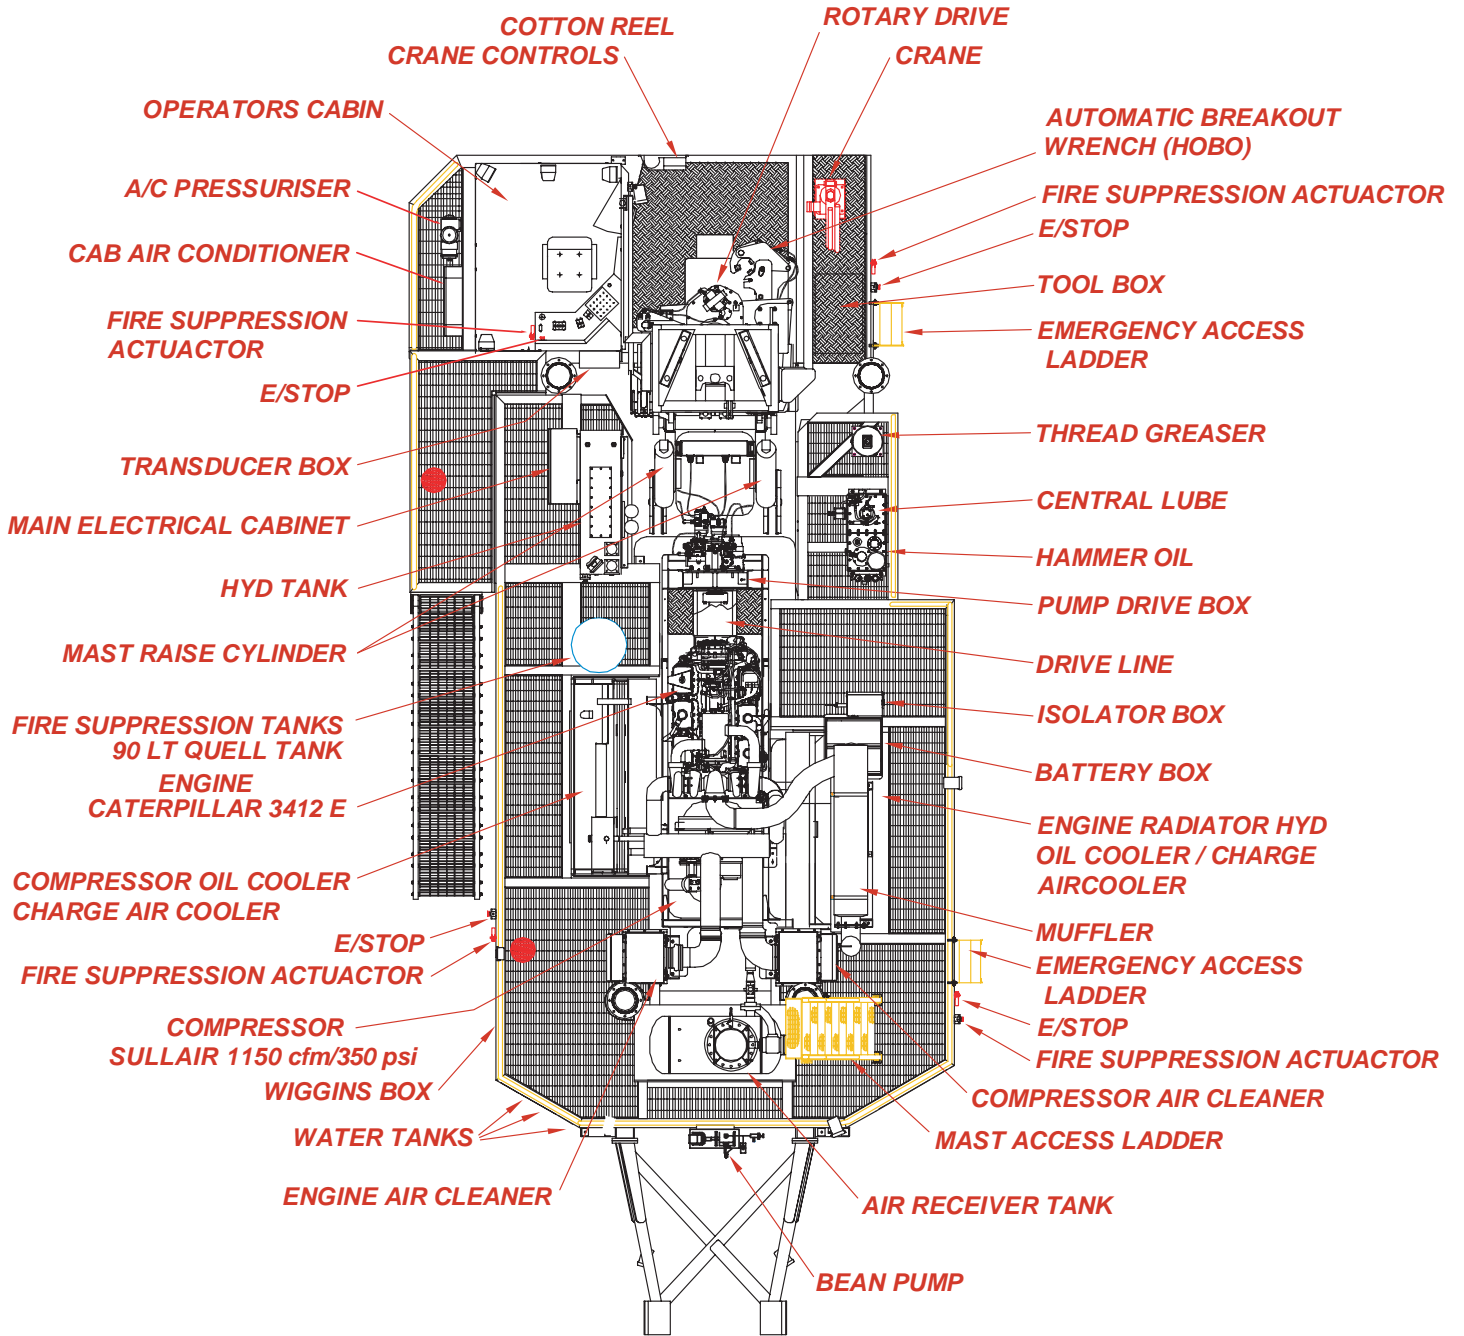 COTTON REEL
CRANE CONTROLS
ROTARY DRIVE
CRANE
OPERATORS CABIN
AUTOMATIC BREAKOUT
WRENCH (HOBO)
A/C PRESSURISER
FIRE SUPPRESSION ACTUACTOR
E/STOP
CAB AIR CONDITIONER
TOOL BOX
FIRE SUPPRESSION
ACTUACTOR
EMERGENCY ACCESS
LADDER
E/STOP
THREAD GREASER
TRANSDUCER BOX
CENTRAL LUBE
MAIN ELECTRICAL CABINET
HAMMER OIL
HYD TANK
PUMP DRIVE BOX
MAST RAISE CYLINDER
DRIVE LINE
FIRE SUPPRESSION TANKS
90 LT QUELL TANK
ISOLATOR BOX
ENGINE
CATERPILLAR 3412 E
BATTERY BOX
ENGINE RADIATOR HYD
OIL COOLER / CHARGE
AIRCOOLER
COMPRESSOR OIL COOLER
CHARGE AIR COOLER
MUFFLER
E/STOP
FIRE SUPPRESSION ACTUACTOR
EMERGENCY ACCESS
LADDER
COMPRESSOR
SULLAIR 1150 cfm/350 psi
E/STOP
FIRE SUPPRESSION ACTUACTOR
WIGGINS BOX
COMPRESSOR AIR CLEANER
WATER TANKS
MAST ACCESS LADDER
ENGINE AIR CLEANER
AIR RECEIVER TANK
BEAN PUMP